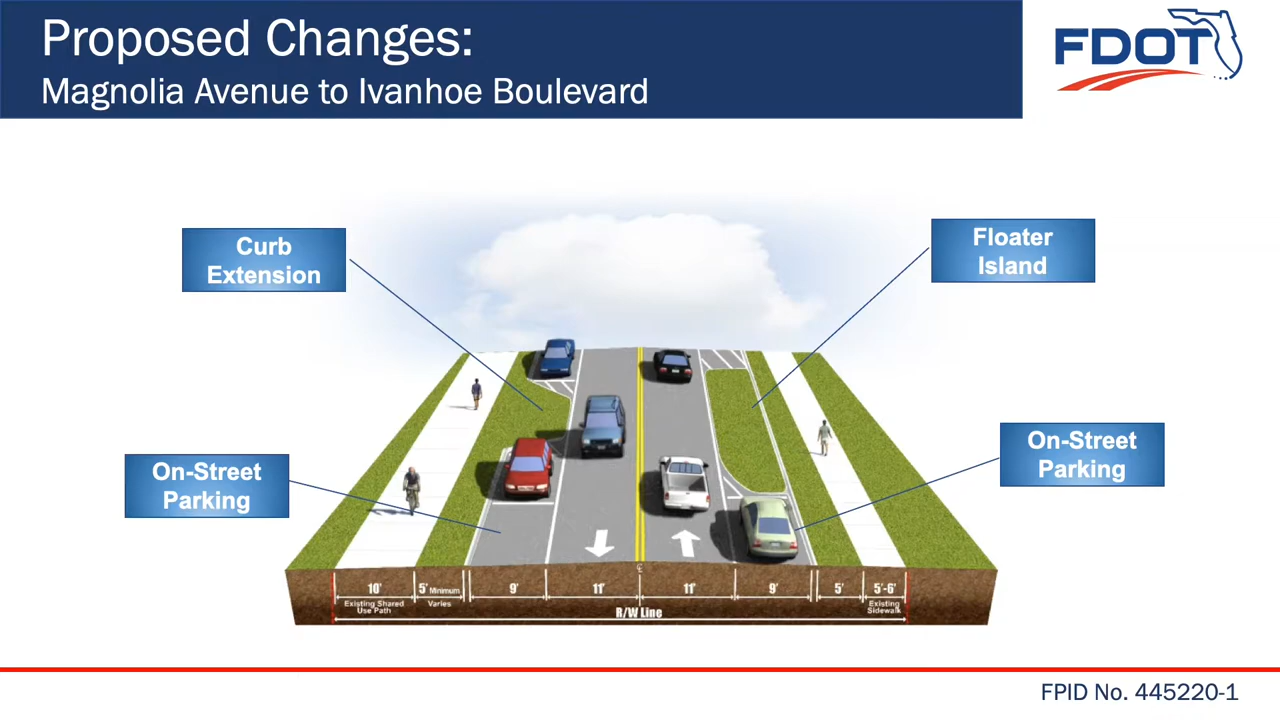 Proposed Changes:
Magnolia Avenue to Ivanhoe Boulevard
FDOT
Curb
Extension
Floater
Island
On-Street
Parking
On-Street
Parking
10'
5' Minimum
9'
11'
11'
9'
5'
5'-6'
Existing Shared
Use Path
Varies
Existing
Sidewalk
R/W Line
FPID No. 445220-1